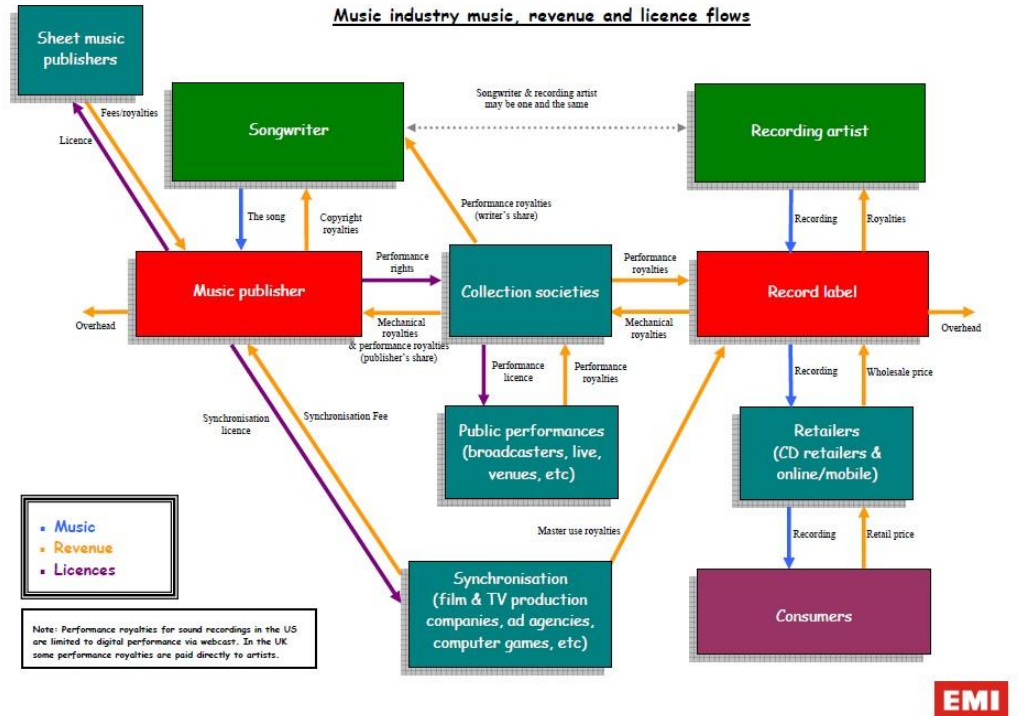 Music industry music, revenue and licence flows
Sheet music
publishers
Fees/royalties
Licence
Songwriter
Songwriter & recording artist
may be one and the same
Recording artist
The song
Copyright
royalties
Performance royalties
(writer's share)
Recording
Royalties
Music publisher
Performance
rights
Collection societies
Performance
royalties
Record label
Overhead
Mechanical
royalties
& performance royalties
(publisher's share)
Mechanical
royalties
Overhead
Performance
licence
Performance
royalties
Recording
Wholesale price
Synchronisation
licence
Synchronisation Fee
Public performances
(broadcasters, live,
venues, etc)
Retailers
(CD retailers &
online/mobile)
Music
Revenue
Licences
Master use royalties
Recording
Retail price
Synchronisation
(film & TV production
companies, ad agencies,
computer games, etc)
Consumers
Note: Performance royalties for sound recordings in the US
are limited to digital performance via webcast. In the UK
some performance royalties are paid directly to artists.
EMI